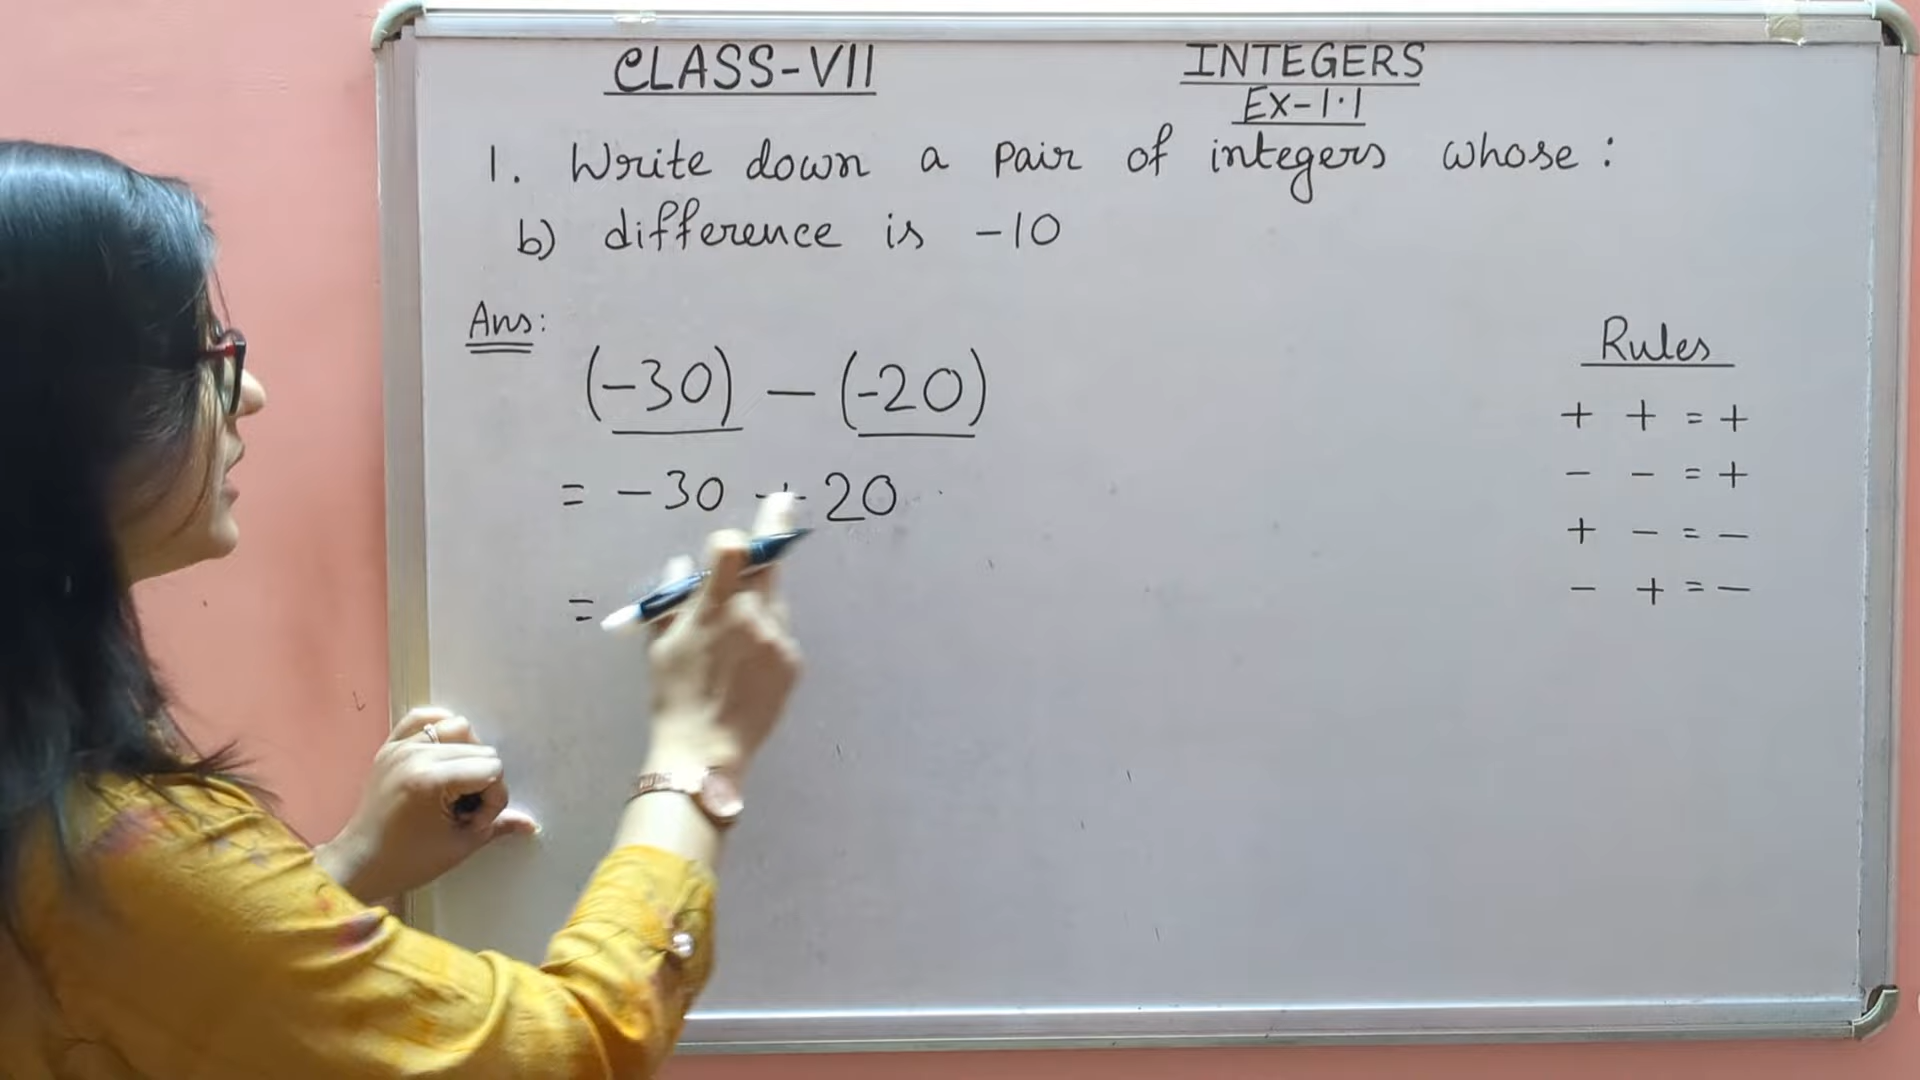 CLASS-VII
INTEGERS
EX-1.1
1. Write down a pair of integers whose :
b) difference is -10
Ans:
(-30) - (-20)
= -30 + 20
=
Rules
+ + = +
- - = +
+ - = -
- + = -